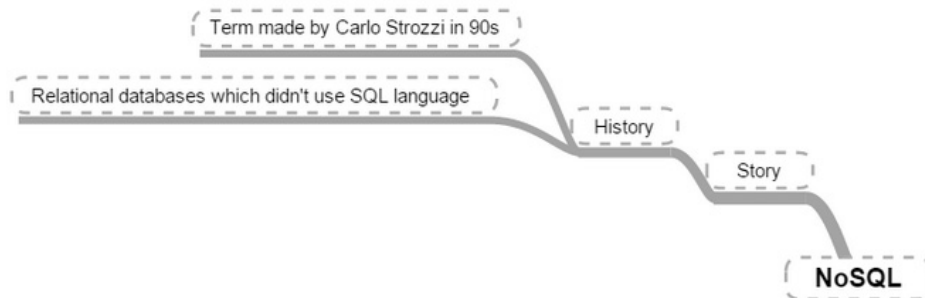 Term made by Carlo Strozzi in 90s
Relational databases which didn't use SQL language
History
Story
NoSQL